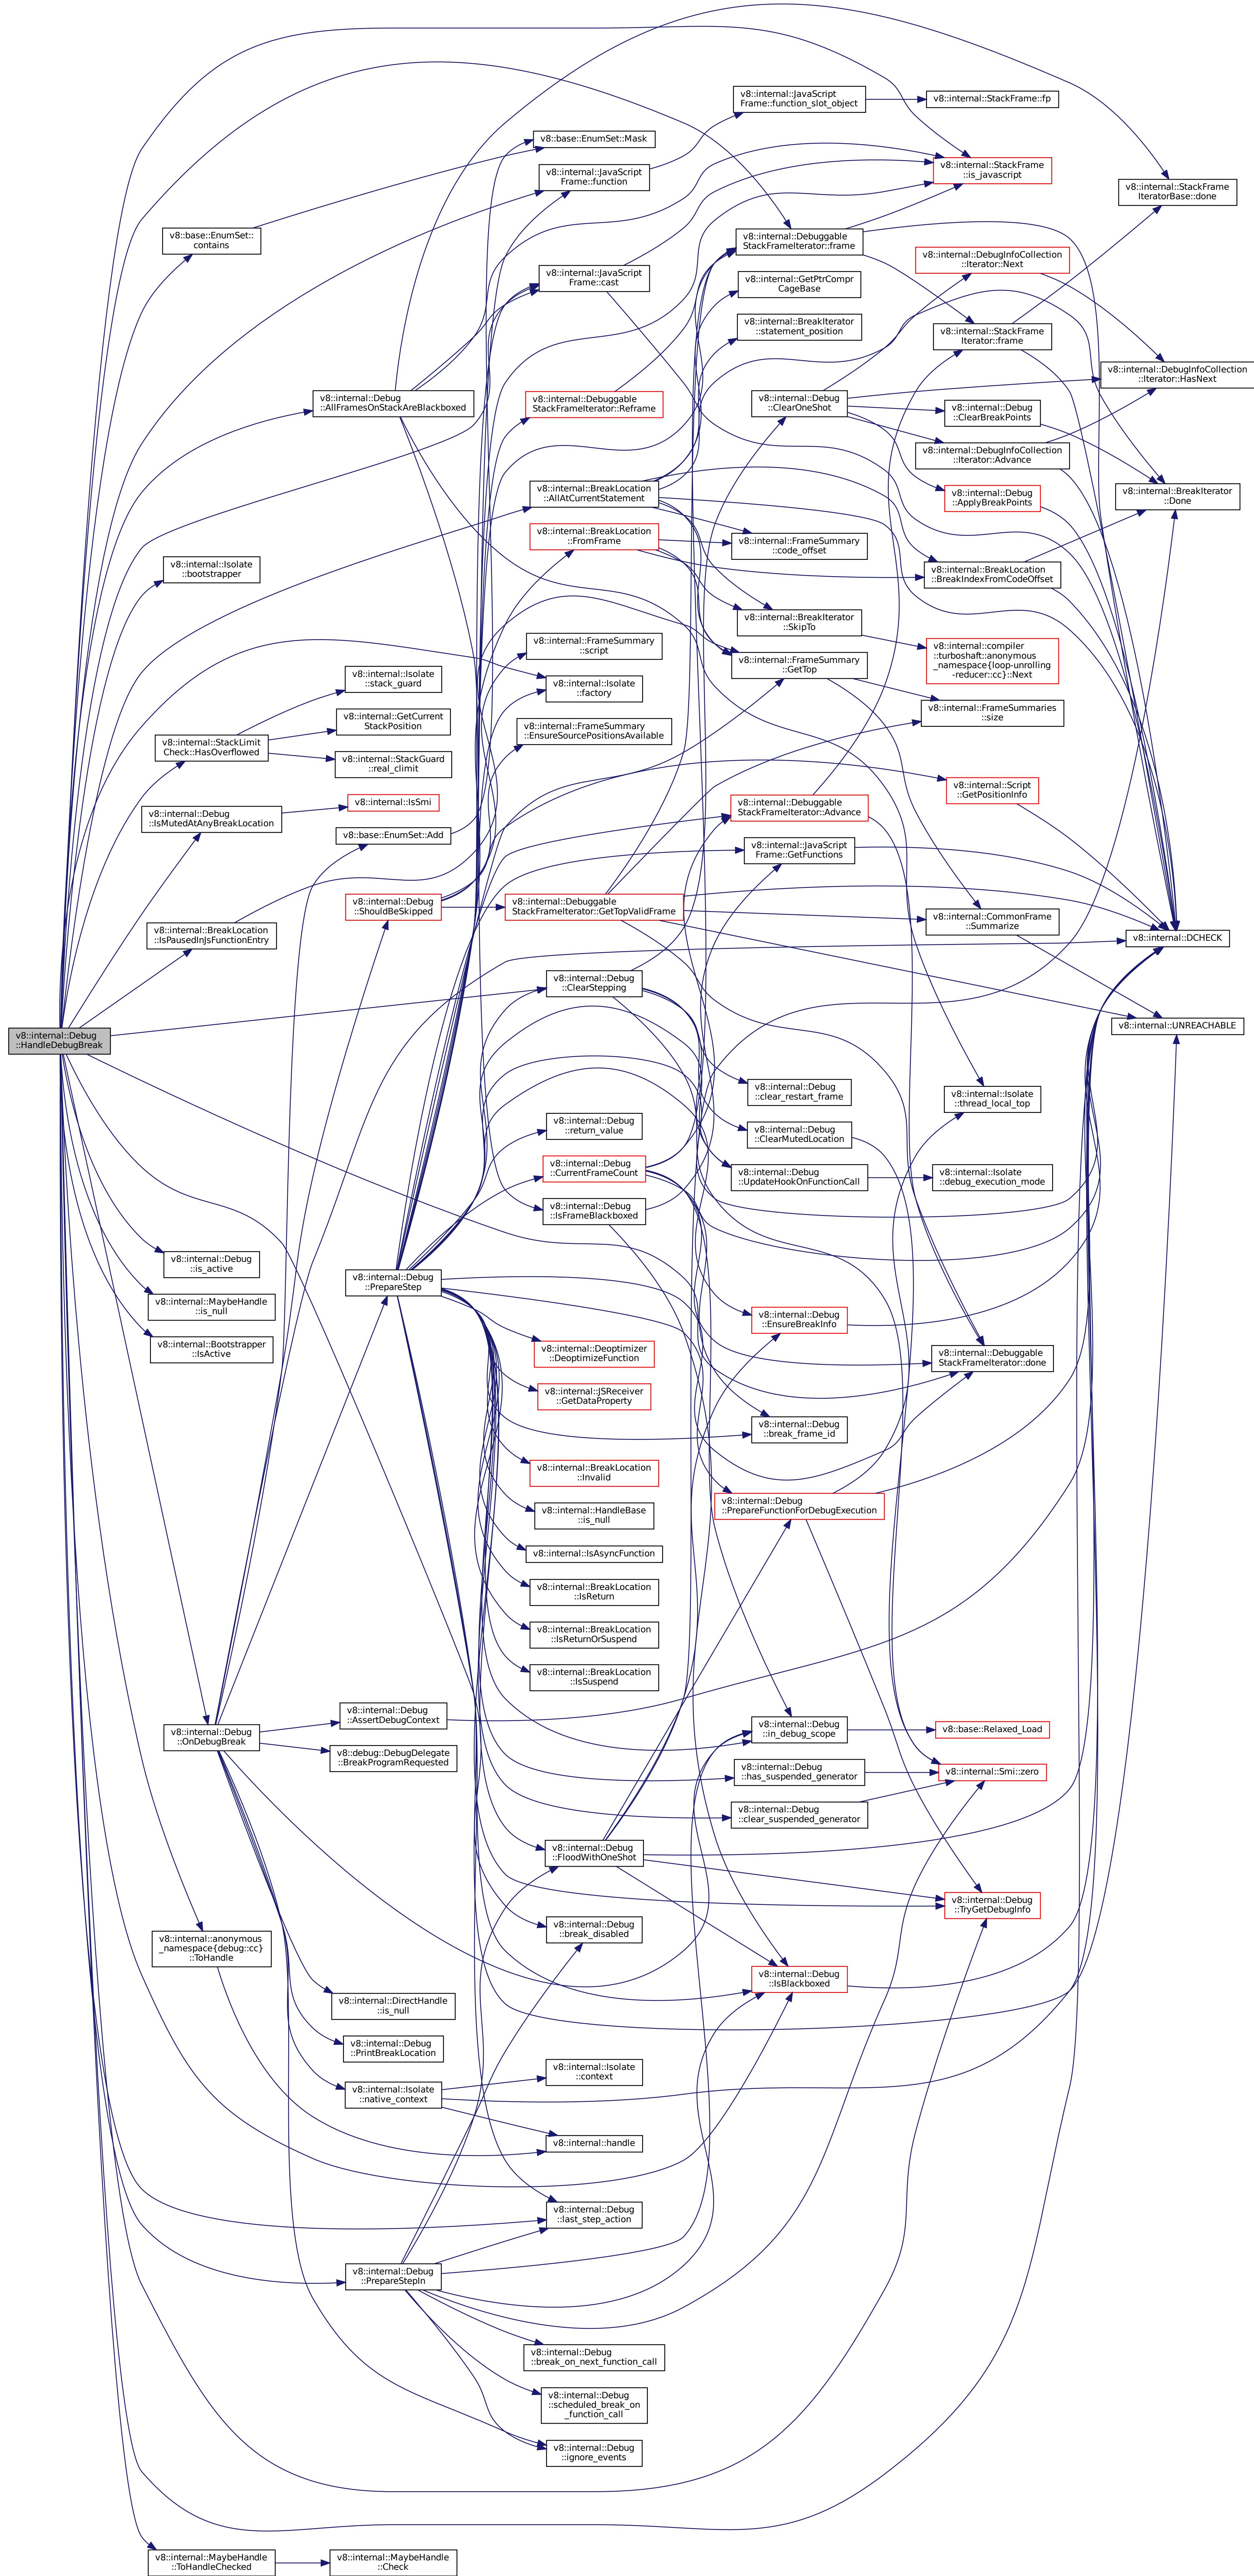 v8::internal::JavaScript
Frame::function_slot_object
v8::internal::StackFrame::fp
v8::base::EnumSet::Mask
v8::internal::JavaScript
Frame::function
v8::internal::StackFrame
::is_javascript
v8::internal::StackFrame
IteratorBase::done
v8::base::EnumSet::
contains
v8::internal::Debuggable
StackFrameIterator::frame
v8::internal::DebugInfoCollection
::Iterator::Next
v8::internal::JavaScript
Frame::cast
v8::internal::GetPtrCompr
CageBase
v8::internal::BreakIterator
::statement_position
v8::internal::StackFrame
Iterator::frame
v8::internal::DebugInfoCollection
::Iterator::HasNext
v8::internal::Debug
::AllFramesOnStackAreBlackboxed
v8::internal::Debuggable
StackFrameIterator::Reframe
v8::internal::Debug
::ClearOneShot
v8::internal::Debug
::ClearBreakPoints
v8::internal::DebugInfoCollection
::Iterator::Advance
v8::internal::BreakLocation
::AllAtCurrentStatement
v8::internal::Debug
::ApplyBreakPoints
v8::internal::BreakIterator
::Done
v8::internal::BreakLocation
::FromFrame
v8::internal::FrameSummary
::code_offset
v8::internal::Isolate
::bootstrapper
v8::internal::BreakLocation
::BreakIndexFromCodeOffset
v8::internal::BreakIterator
::SkipTo
v8::internal::FrameSummary
::script
v8::internal::compiler
::turboshaft::anonymous
_namespace{loop-unrolling
-reducer::cc}::Next
v8::internal::FrameSummary
::GetTop
v8::internal::Isolate
::stack_guard
v8::internal::Isolate
::factory
v8::internal::FrameSummaries
::size
v8::internal::GetCurrent
StackPosition
v8::internal::FrameSummary
::EnsureSourcePositionsAvailable
v8::internal::StackLimit
Check::HasOverflowed
v8::internal::StackGuard
::real_climit
v8::internal::Script
::GetPositionInfo
v8::internal::Debug
::IsMutedAtAnyBreakLocation
v8::internal::IsSmi
v8::internal::Debuggable
StackFrameIterator::Advance
v8::base::EnumSet::Add
v8::internal::JavaScript
Frame::GetFunctions
v8::internal::Debug
::ShouldBeSkipped
v8::internal::Debuggable
StackFrameIterator::GetTopValidFrame
v8::internal::CommonFrame
::Summarize
v8::internal::BreakLocation
::IsPausedInJsFunctionEntry
v8::internal::DCHECK
v8::internal::Debug
::ClearStepping
v8::internal::Debug
::HandleDebugBreak
v8::internal::UNREACHABLE
v8::internal::Debug
::clear_restart_frame
v8::internal::Isolate
::thread_local_top
v8::internal::Debug
::return_value
v8::internal::Debug
::ClearMutedLocation
v8::internal::Debug
::CurrentFrameCount
v8::internal::Debug
::UpdateHookOnFunctionCall
v8::internal::Isolate
::debug_execution_mode
v8::internal::Debug
::IsFrameBlackboxed
v8::internal::Debug
::is_active
v8::internal::Debug
::PrepareStep
v8::internal::MaybeHandle
::is_null
v8::internal::Debug
::EnsureBreakInfo
v8::internal::Bootstrapper
::IsActive
v8::internal::Deoptimizer
::DeoptimizeFunction
v8::internal::Debuggable
StackFrameIterator::done
v8::internal::JSReceiver
::GetDataProperty
v8::internal::Debug
::break_frame_id
v8::internal::BreakLocation
::Invalid
v8::internal::Debug
::PrepareFunctionForDebugExecution
v8::internal::HandleBase
::is_null
v8::internal::IsAsyncFunction
v8::internal::BreakLocation
::IsReturn
v8::internal::BreakLocation
::IsReturnOrSuspend
v8::internal::BreakLocation
::IsSuspend
v8::internal::Debug
::AssertDebugContext
v8::internal::Debug
::OnDebugBreak
v8::internal::Debug
::in_debug_scope
v8::base::Relaxed_Load
v8::debug::DebugDelegate
::BreakProgramRequested
v8::internal::Debug
::has_suspended_generator
v8::internal::Smi::zero
v8::internal::Debug
::clear_suspended_generator
v8::internal::Debug
::FloodWithOneShot
v8::internal::Debug
::TryGetDebugInfo
v8::internal::Debug
::break_disabled
v8::internal::anonymous
_namespace{debug::cc}
::ToHandle
v8::internal::Debug
::IsBlackboxed
v8::internal::DirectHandle
::is_null
v8::internal::Debug
::PrintBreakLocation
v8::internal::Isolate
::context
v8::internal::Isolate
::native_context
v8::internal::handle
v8::internal::Debug
::last_step_action
v8::internal::Debug
::PrepareStepIn
v8::internal::Debug
::break_on_next_function_call
v8::internal::Debug
::scheduled_break_on
_function_call
v8::internal::Debug
::ignore_events
v8::internal::MaybeHandle
::ToHandleChecked
v8::internal::MaybeHandle
::Check